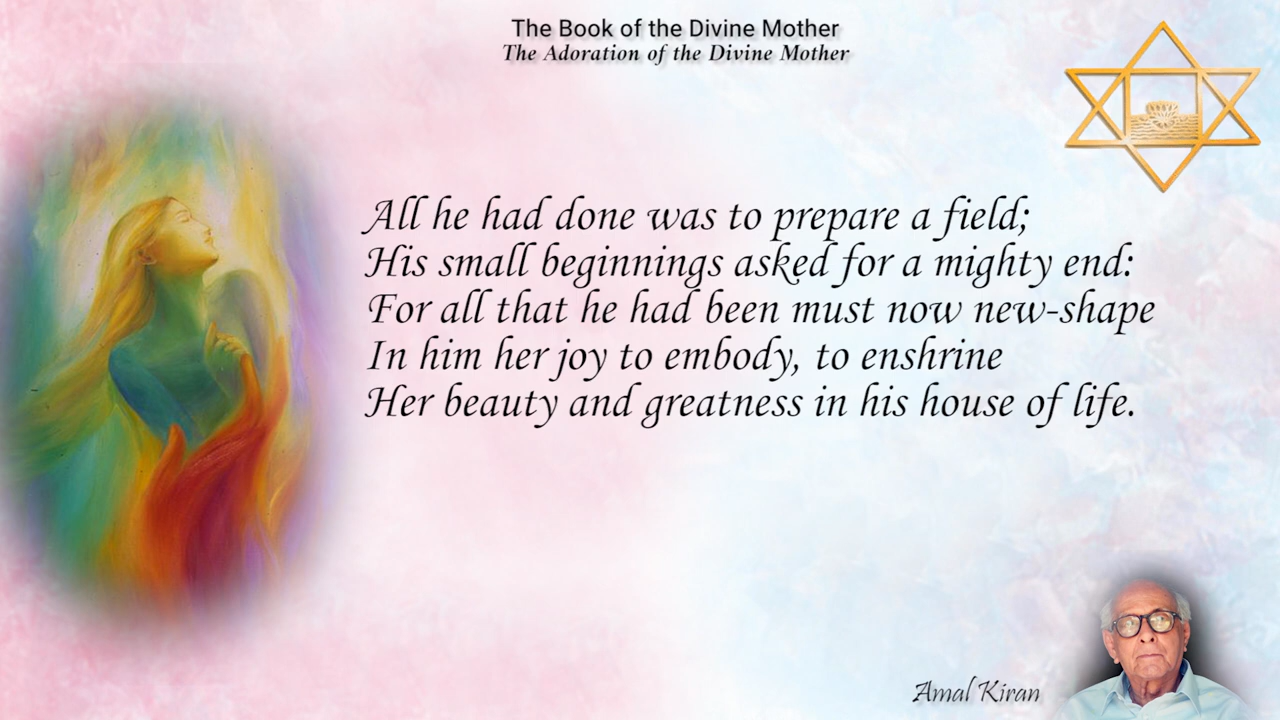 The Book of the Divine Mother
The Adoration of the Divine Mother
All he had done was to prepare a field;
His small beginnings asked for a mighty end:
For all that he had been must now new-shape
In him her joy to embody, to enshrine
Her beauty and greatness in his house of life.
Amal Kiran